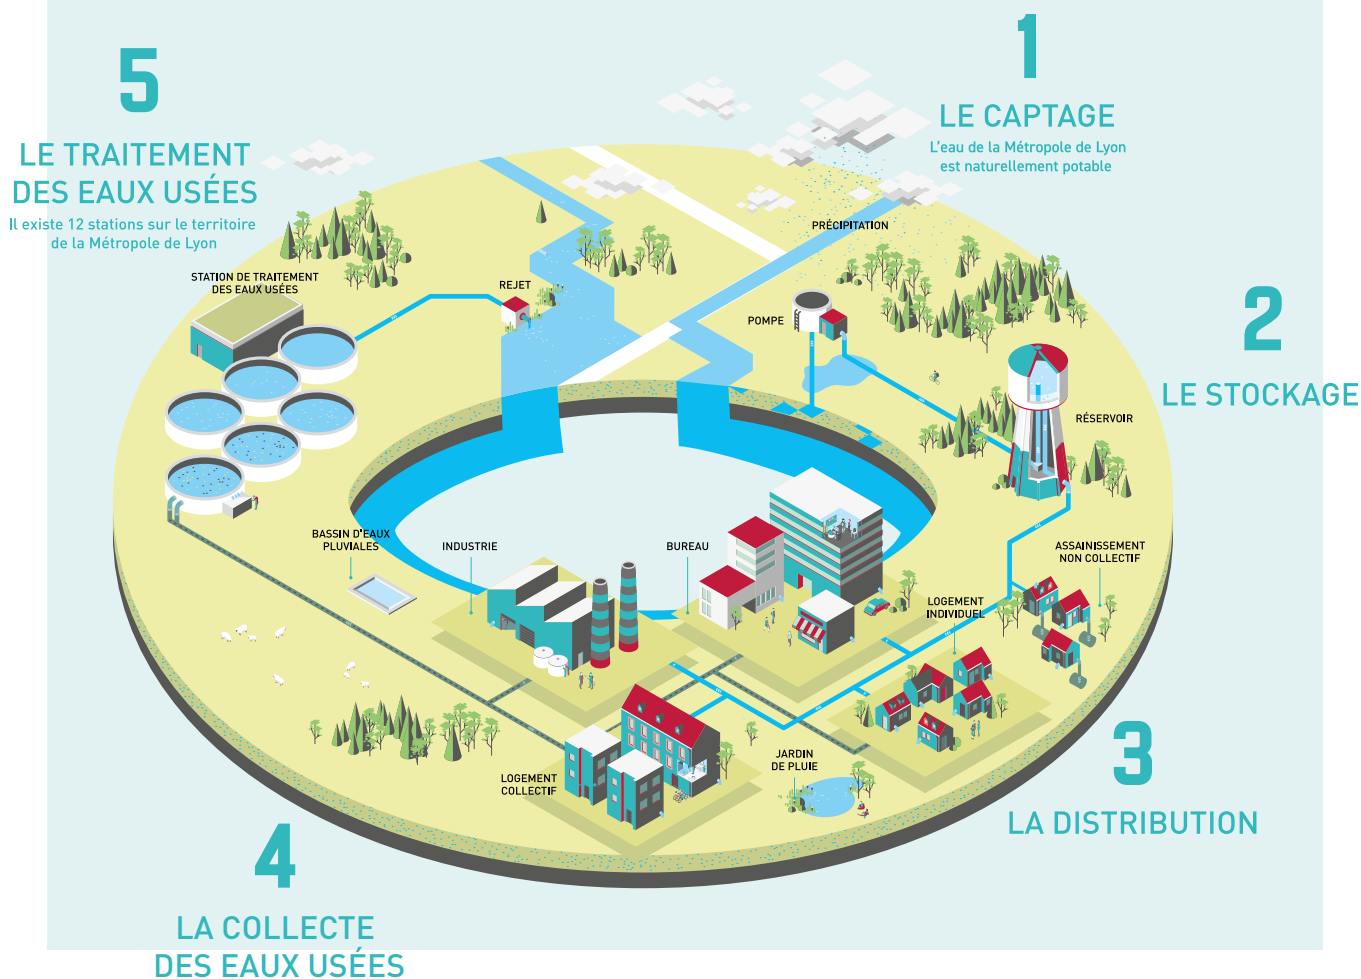 1
LE CAPTAGE
L'eau de la Métropole de Lyon
est naturellement potable
5
LE TRAITEMENT
DES EAUX USÉES
Il existe 12 stations sur le territoire
de la Métropole de Lyon
PRÉCIPITATION
STATION DE TRAITEMENT
DES EAUX USÉES
REJET
POMPE
2
LE STOCKAGE
RÉSERVOIR
BASSIN D'EAUX
PLUVIALES
INDUSTRIE
BUREAU
ASSAINISSEMENT
NON COLLECTIF
LOGEMENT
INDIVIDUEL
3
LA DISTRIBUTION
JARDIN
DE PLUIE
LOGEMENT
COLLECTIF
4
LA COLLECTE
DES EAUX USÉES